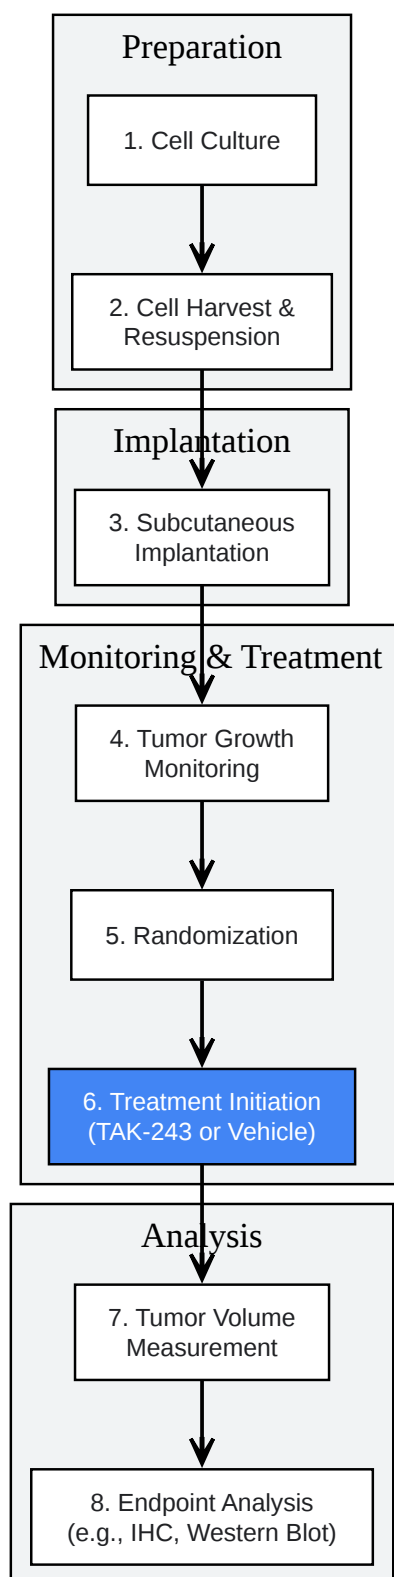 Preparation
1. Cell Culture
2. Cell Harvest &
Resuspension
Implantation
3. Subcutaneous
Implantation
Monitoring & Treatment
4. Tumor Growth
Monitoring
5. Randomization
6. Treatment Initiation
(TAK-243 or Vehicle)
Analysis
7. Tumor Volume
Measurement
8. Endpoint Analysis
(e.g., IHC, Western Blot)